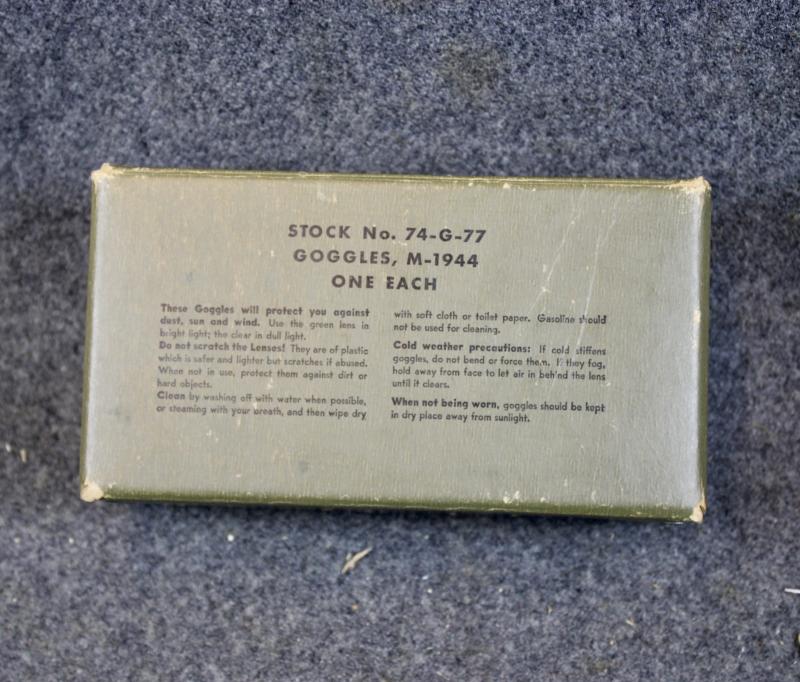 STOCK No. 74-G-77
GOGGLES, M-1944
ONE EACH
These Goggles will protect you against
dust, sun and wind. Use the green lens in
bright light; the clear in dull light.
Do not scratch the Lenses! They are of plastic
which is safer and lighter but scratches if abused.
When not in use, protect them against dirt or
hard objects.
Clean by washing off with water when possible,
or steaming with your breath, and then wipe dry
with soft cloth or toilet paper. Gasoline should
not be used for cleaning.
Cold weather precautions: If cold stiffens
goggles, do not bend or force them. If they fog,
hold away from face to let air in behind the lens
until it clears.
When not being worn, goggles should be kept
in dry place away from sunlight.